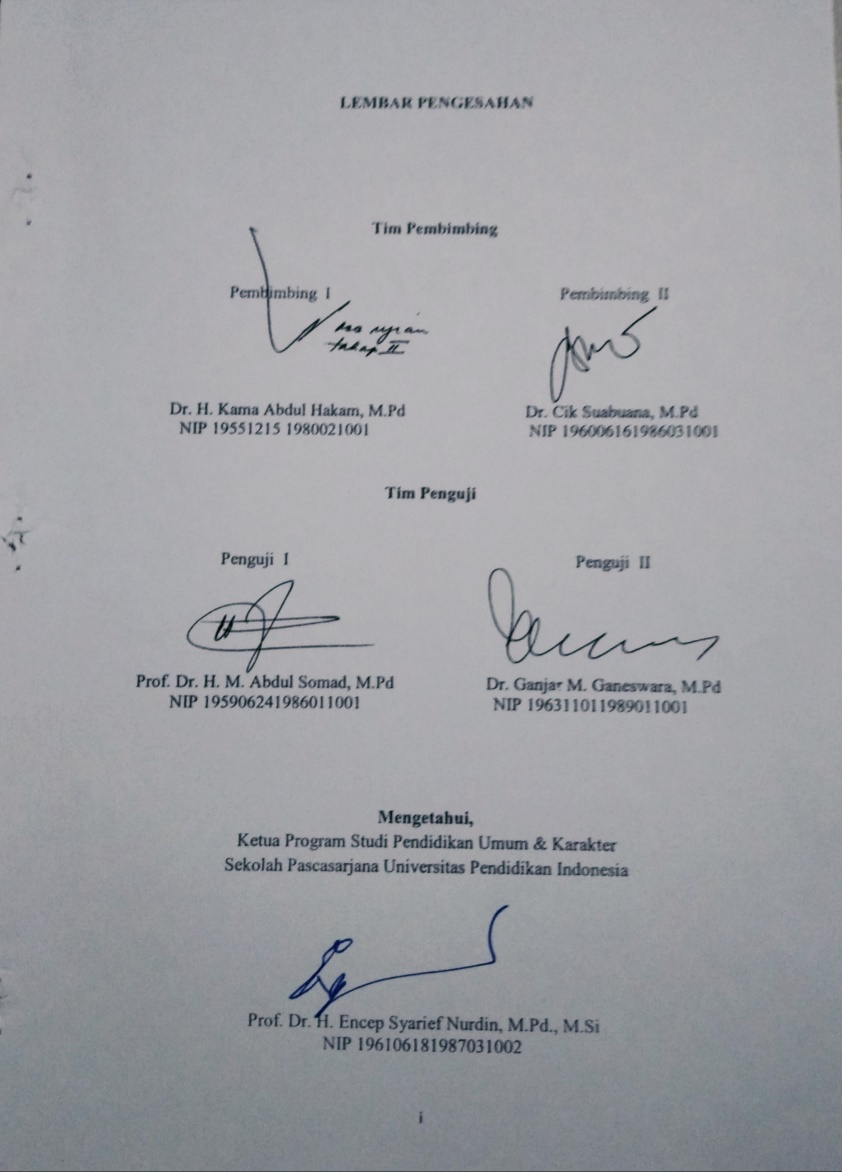 LEMBAR PENGESAHAN
Tim Pembimbing
Pembimbing I
Pembimbing II
tahap II
Dr. H. Kama Abdul Hakam, M.Pd
NIP 19551215 1980021001
Dr. Cik Suabuana, M.Pd
NIP 196006161986031001
Tim Penguji
Penguji I
Penguji II
Prof. Dr. H. M. Abdul Somad, M.Pd
NIP 195906241986011001
Dr. Ganjar M. Ganeswara, M.Pd
NIP 196311011989011001
Mengetahui,
Ketua Program Studi Pendidikan Umum & Karakter
Sekolah Pascasarjana Universitas Pendidikan Indonesia
Prof. Dr. H. Encep Syarief Nurdin, M.Pd., M.Si
NIP 196106181987031002
i